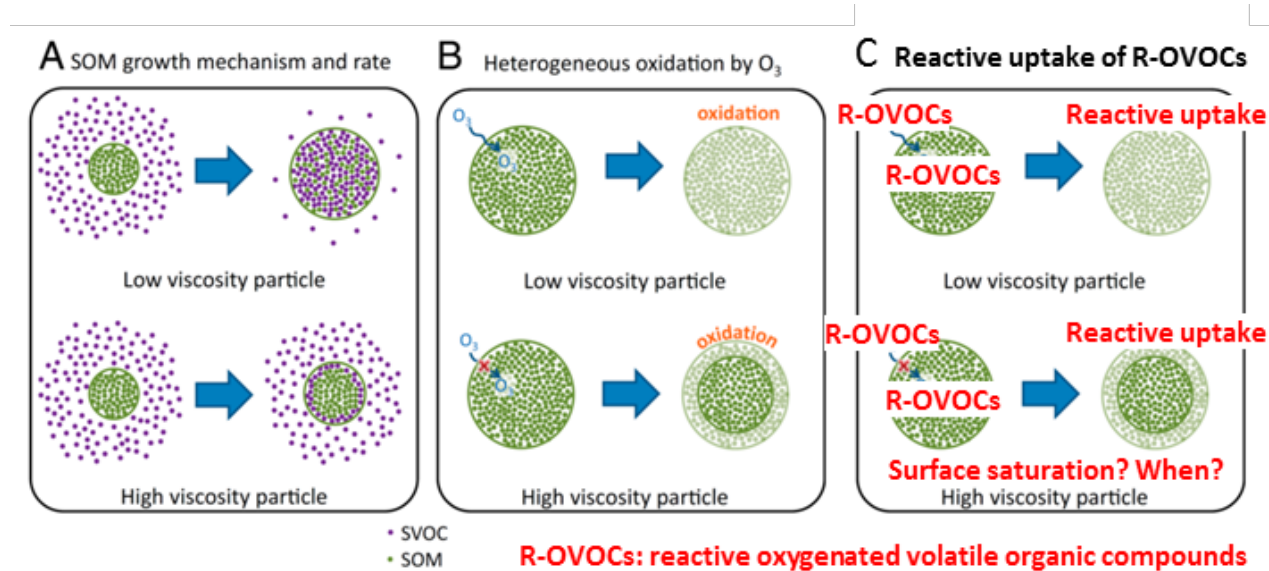 A SOM growth mechanism and rate
Low viscosity particle
High viscosity particle
SVOC
SOM
B Heterogeneous oxidation by O₃
O₃
O₃
oxidation
Low viscosity particle
O₃
oxidation
High viscosity particle
C Reactive uptake of R-OVOCs
R-OVOCs
Reactive uptake
R-OVOCs
Low viscosity particle
R-OVOCs
Reactive uptake
R-OVOCs
Surface saturation? When?
High viscosity particle
R-OVOCs: reactive oxygenated volatile organic compounds